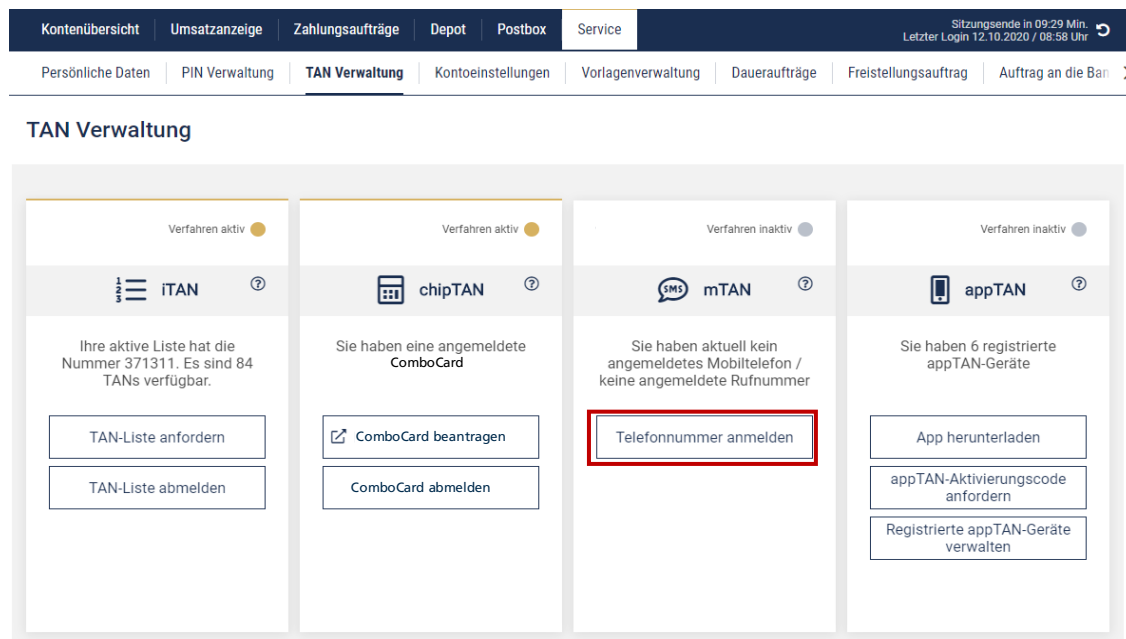 Kontenübersicht Umsatzanzeige Zahlungsaufträge Depot Postbox Service
Sitzungsende in 09:29 Min.
Letzter Login 12.10.2020 / 08:58 Uhr
Persönliche Daten PIN Verwaltung TAN Verwaltung Kontoeinstellungen Vorlagenverwaltung Daueraufträge Freistellungsauftrag Auftrag an die Ban
TAN Verwaltung
Verfahren aktiv
1
2
3
iTAN
?
Ihre aktive Liste hat die
Nummer 371311. Es sind 84
TANs verfügbar.
TAN-Liste anfordern
TAN-Liste abmelden
Verfahren aktiv
chipTAN
?
Sie haben eine angemeldete
ComboCard
ComboCard beantragen
ComboCard abmelden
Verfahren inaktiv
SMS
mTAN
?
Sie haben aktuell kein
angemeldetes Mobiltelefon /
keine angemeldete Rufnummer
Telefonnummer anmelden
Verfahren inaktiv
appTAN
?
Sie haben 6 registrierte
appTAN-Geräte
App herunterladen
appTAN-Aktivierungscode
anfordern
Registrierte appTAN-Geräte
verwalten